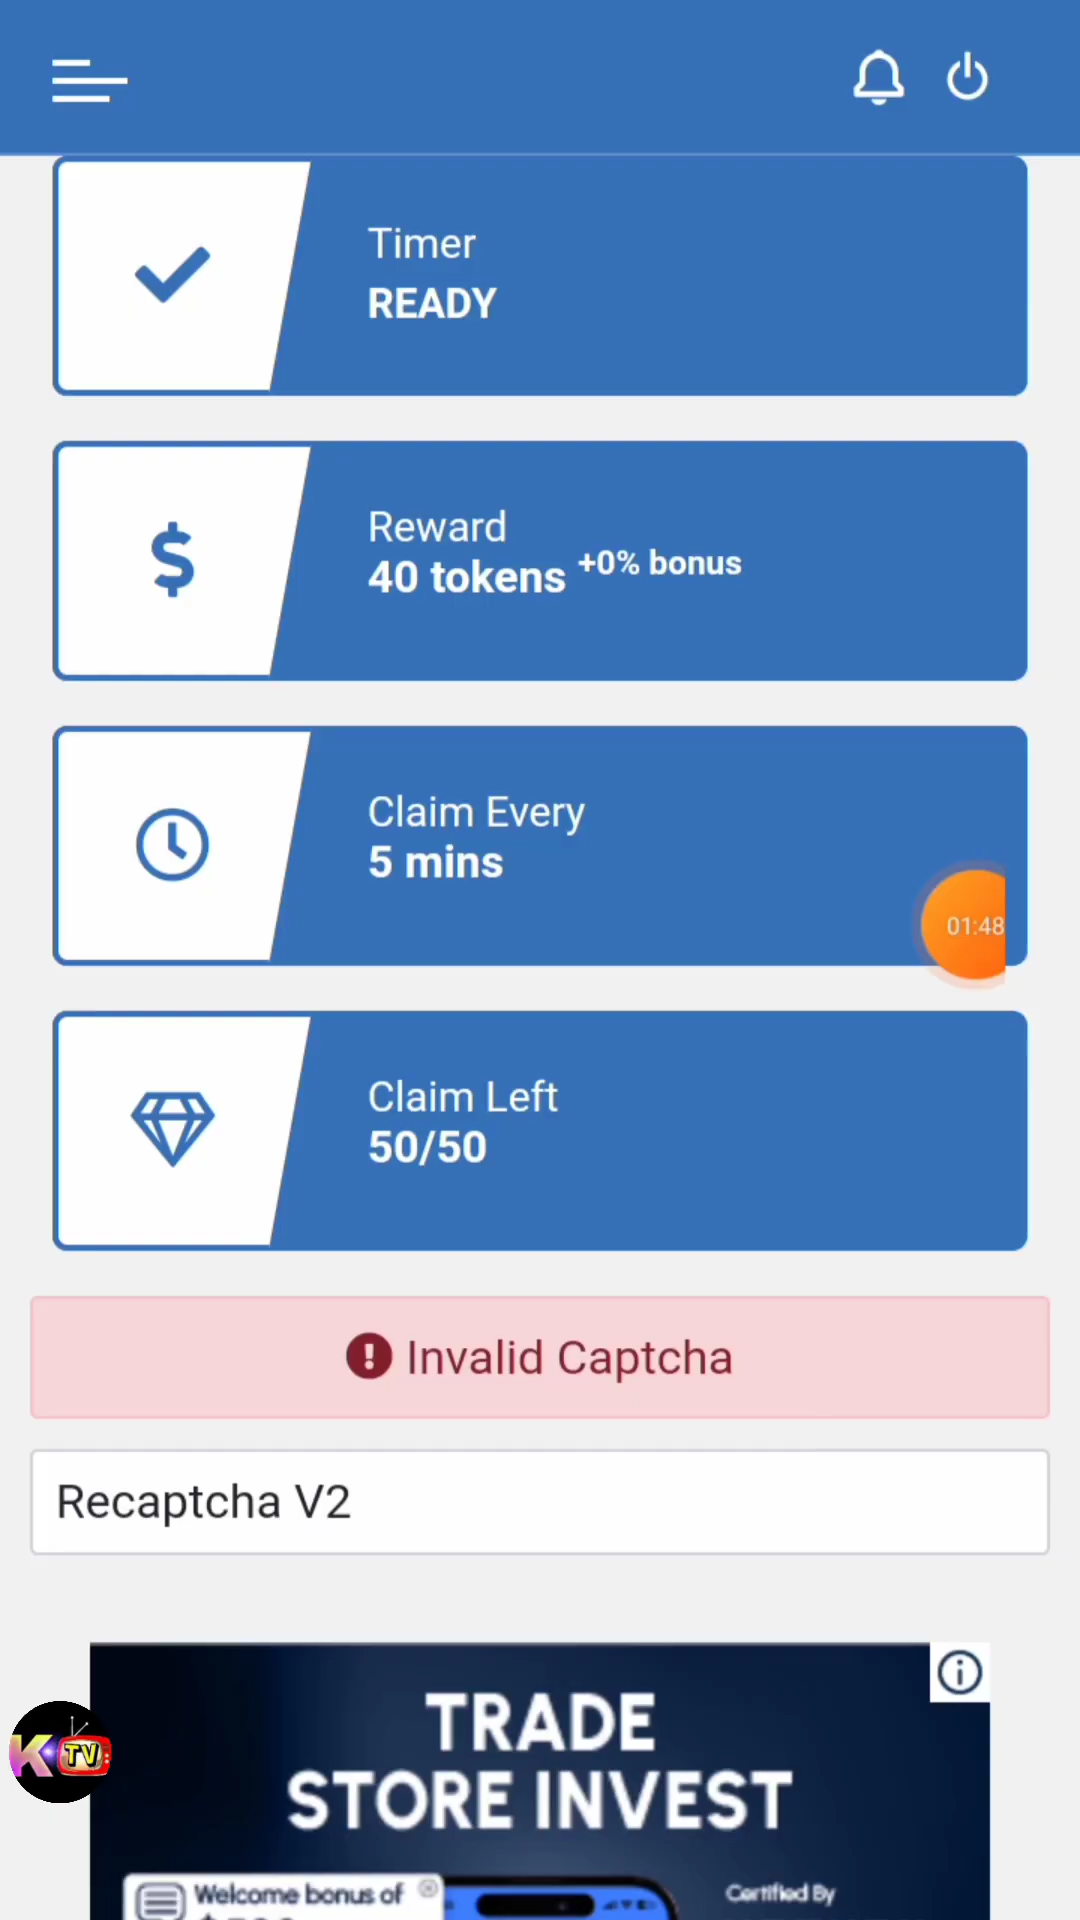 Timer
READY
Reward
40 tokens +0% bonus
Claim Every
5 mins
01:48
Claim Left
50/50
Invalid Captcha
Recaptcha V2
TRADE
STORE INVEST
K TV
Welcome bonus of
Certified By